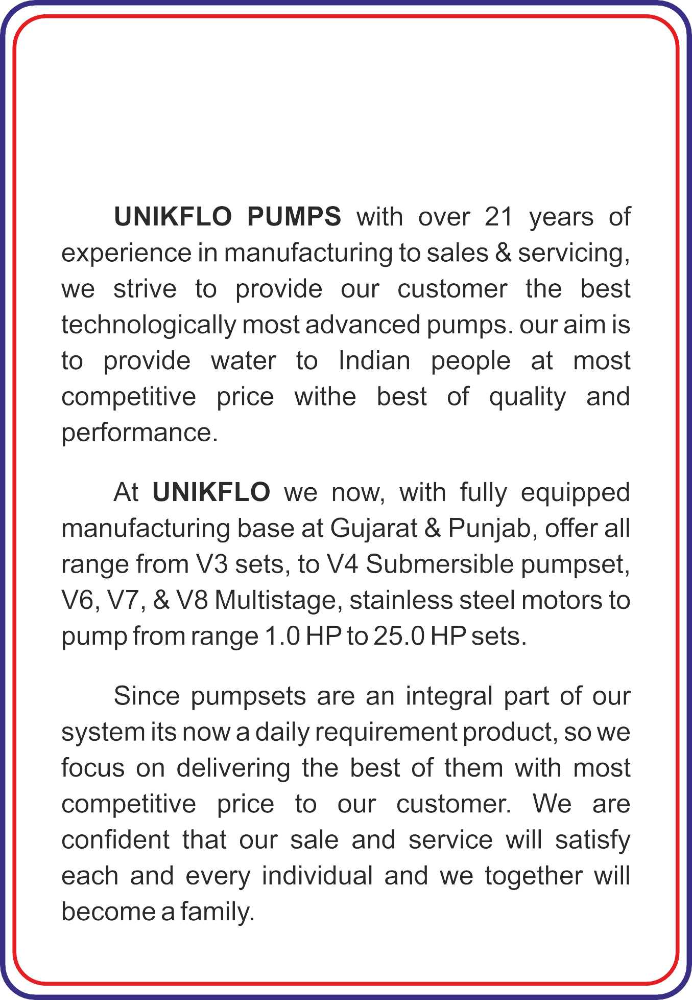 UNIKFLO PUMPS with over 21 years of
experience in manufacturing to sales & servicing,
we strive to provide our customer the best
technologically most advanced pumps. our aim is
to provide water to Indian people at most
competitive price withe best of quality and
performance.
At UNIKFLO we now, with fully equipped
manufacturing base at Gujarat & Punjab, offer all
range from V3 sets, to V4 Submersible pumpset,
V6, V7, & V8 Multistage, stainless steel motors to
pump from range 1.0 HP to 25.0 HP sets.
Since pumpsets are an integral part of our
system its now a daily requirement product, so we
focus on delivering the best of them with most
competitive price to our customer. We are
confident that our sale and service will satisfy
each and every individual and we together will
become a family.